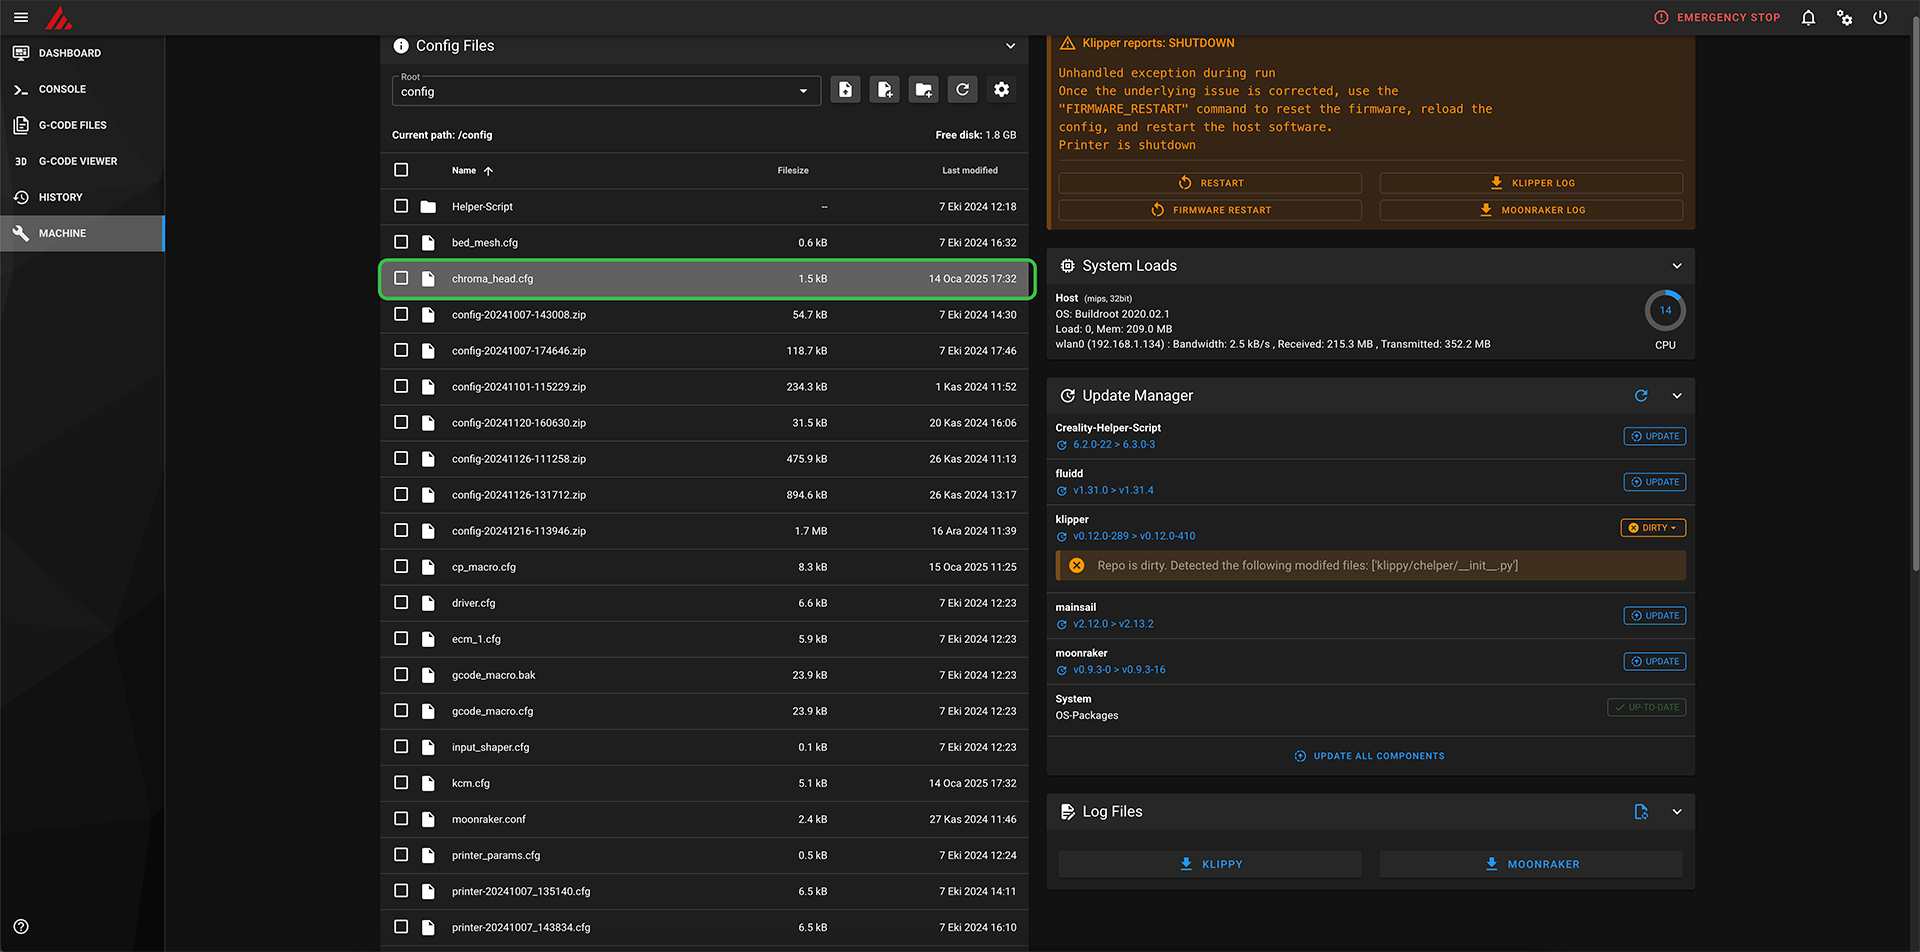 EMERGENCY STOP
DASHBOARD
CONSOLE
G-CODE FILES
3D G-CODE VIEWER
HISTORY
MACHINE
Config Files
Root
config
Current path: /config
Free disk: 1.8 GB
Name Filesize Last modified
Helper-Script -- 7 Eki 2024 12:18
bed_mesh.cfg 0.6 kB 7 Eki 2024 16:32
chroma_head.cfg 1.5 kB 14 Oca 2025 17:32
config-20241007-143008.zip 54.7 kB 7 Eki 2024 14:30
config-20241007-174646.zip 118.7 kB 7 Eki 2024 17:46
config-20241101-115229.zip 234.3 kB 1 Kas 2024 11:52
config-20241120-160630.zip 31.5 kB 20 Kas 2024 16:06
config-20241126-111258.zip 475.9 kB 26 Kas 2024 11:13
config-20241126-131712.zip 894.6 kB 26 Kas 2024 13:17
config-20241216-113946.zip 1.7 MB 16 Ara 2024 11:39
cp_macro.cfg 8.3 kB 15 Oca 2025 11:25
driver.cfg 6.6 kB 7 Eki 2024 12:23
ecm_1.cfg 5.9 kB 7 Eki 2024 12:23
gcode_macro.bak 23.9 kB 7 Eki 2024 12:23
gcode_macro.cfg 23.9 kB 7 Eki 2024 12:23
input_shaper.cfg 0.1 kB 7 Eki 2024 12:23
kcm.cfg 5.1 kB 14 Oca 2025 17:32
moonraker.conf 2.4 kB 27 Kas 2024 11:46
printer_params.cfg 0.5 kB 7 Eki 2024 12:24
printer-20241007_135140.cfg 6.5 kB 7 Eki 2024 14:11
printer-20241007_143834.cfg 6.5 kB 7 Eki 2024 16:10
Klipper reports: SHUTDOWN
Unhandled exception during run
Once the underlying issue is corrected, use the
"FIRMWARE_RESTART" command to reset the firmware, reload the
config, and restart the host software.
Printer is shutdown
RESTART
KLIPPER LOG
FIRMWARE RESTART
MOONRAKER LOG
System Loads
Host (mips, 32bit)
OS: Buildroot 2020.02.1
Load: 0, Mem: 209.0 MB
wlan0 (192.168.1.134) : Bandwidth: 2.5 kB/s , Received: 215.3 MB , Transmitted: 352.2 MB
14
CPU
Update Manager
Creality-Helper-Script
6.2.0-22 > 6.3.0-3
UPDATE
fluidd
v1.31.0 > v1.31.4
UPDATE
klipper
v0.12.0-289 > v0.12.0-410
DIRTY
Repo is dirty. Detected the following modifed files: ['klippy/chelper/__init__.py']
mainsail
v2.12.0 > v2.13.2
UPDATE
moonraker
v0.9.3-0 > v0.9.3-16
UPDATE
System
OS-Packages
UP-TO-DATE
UPDATE ALL COMPONENTS
Log Files
KLIPPY
MOONRAKER